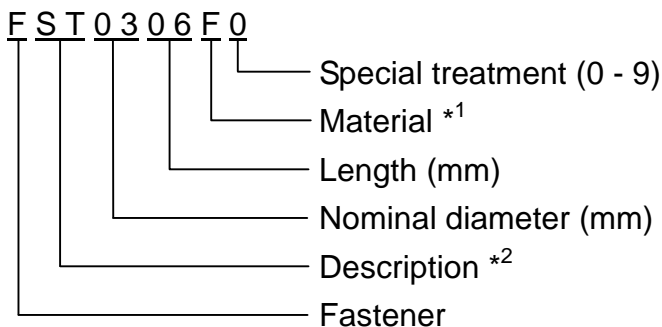 F S T 0 3 0 6 F 0
Special treatment (0 - 9)
Material *1
Length (mm)
Nominal diameter (mm)
Description *2
Fastener